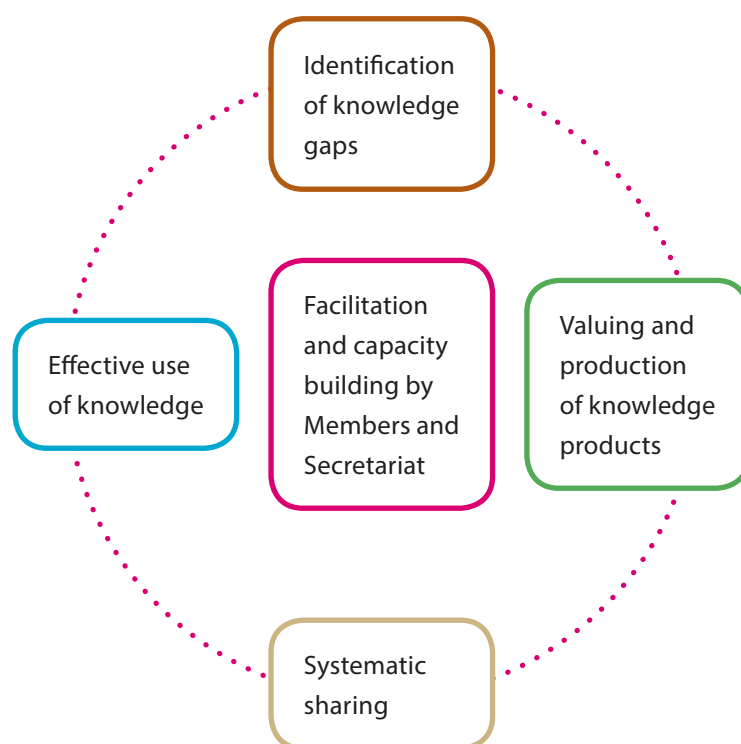 Identification
of knowledge
gaps
Facilitation
and capacity
building by
Members and
Secretariat
Effective use
of knowledge
Valuing and
production
of knowledge
products
Systematic
sharing